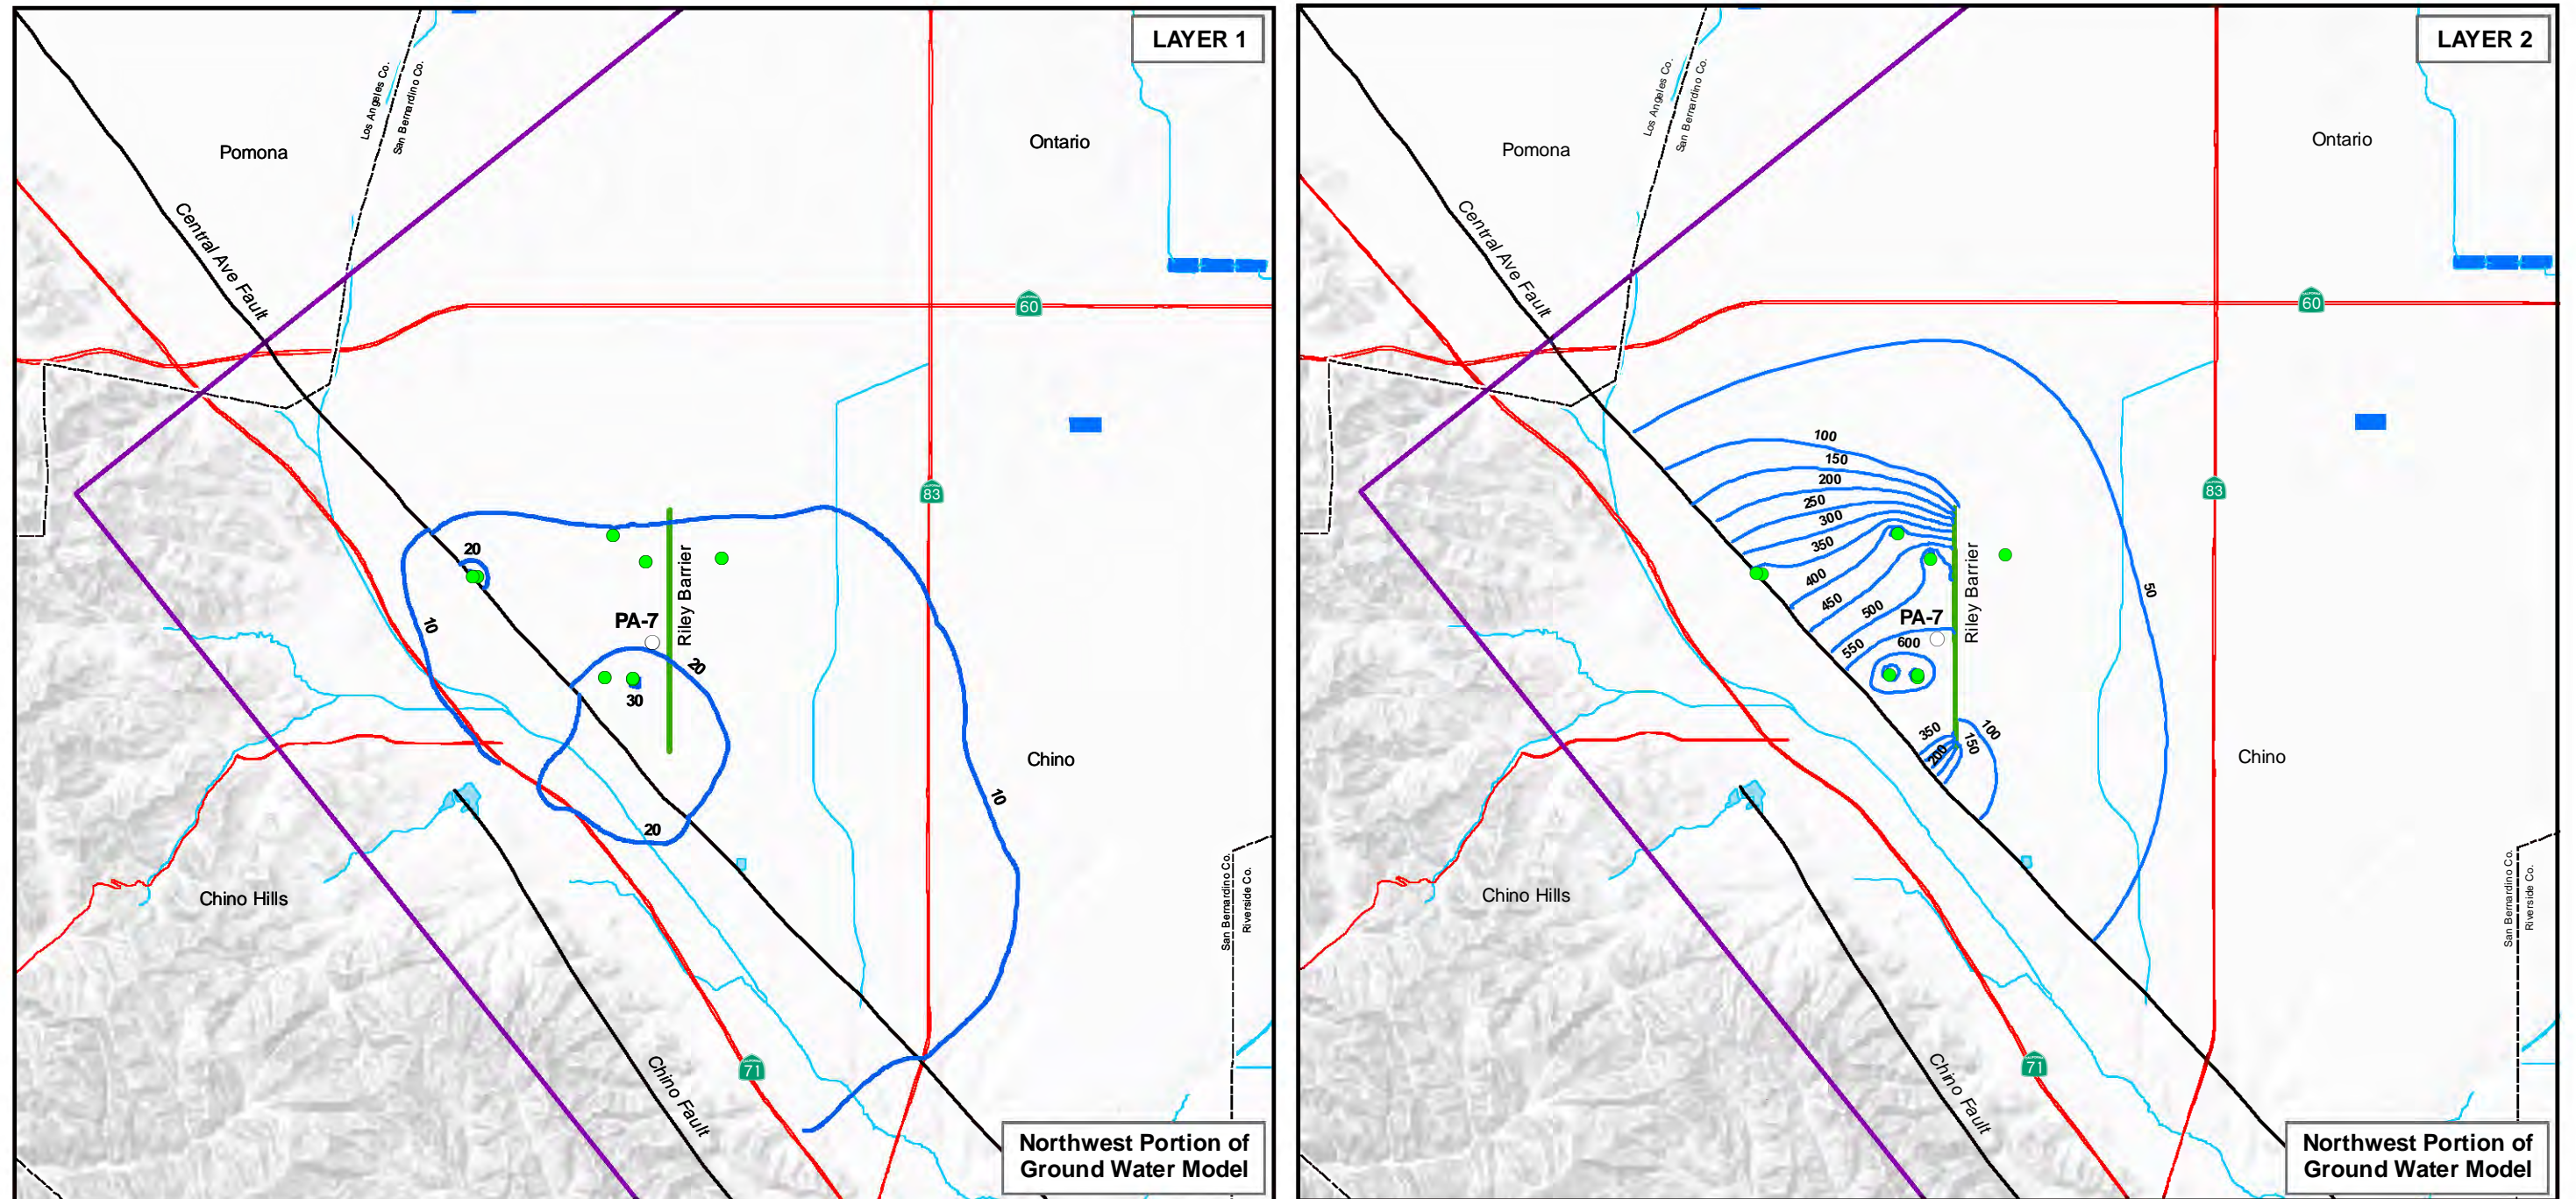 LAYER 1
Los Angeles Co.
San Bernardino Co.
Pomona
Ontario
Central Ave Fault
60
83
20
10
Riley Barrier
PA-7
20
30
10
20
Chino
Chino Hills
San Bernardino Co.
Riverside Co.
71
Chino Fault
Northwest Portion of
Ground Water Model
LAYER 2
Los Angeles Co.
San Bernardino Co.
Pomona
Ontario
Central Ave Fault
60
100
150
200
250
300
350
400
450
500
550
600
83
50
Riley Barrier
PA-7
350
200
150
100
Chino
Chino Hills
San Bernardino Co.
Riverside Co.
71
Chino Fault
Northwest Portion of
Ground Water Model